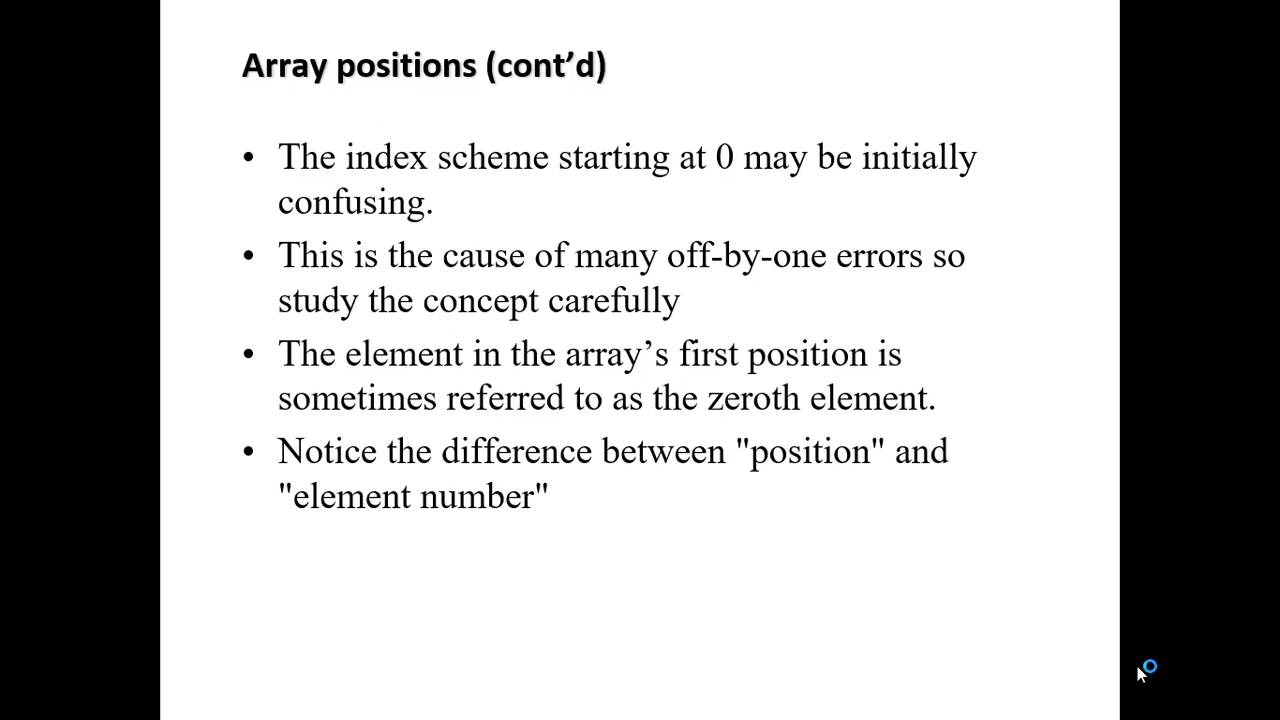 Array positions (cont’d)
• The index scheme starting at 0 may be initially
confusing.
• This is the cause of many off-by-one errors so
study the concept carefully
• The element in the array’s first position is
sometimes referred to as the zeroth element.
• Notice the difference between "position" and
"element number"